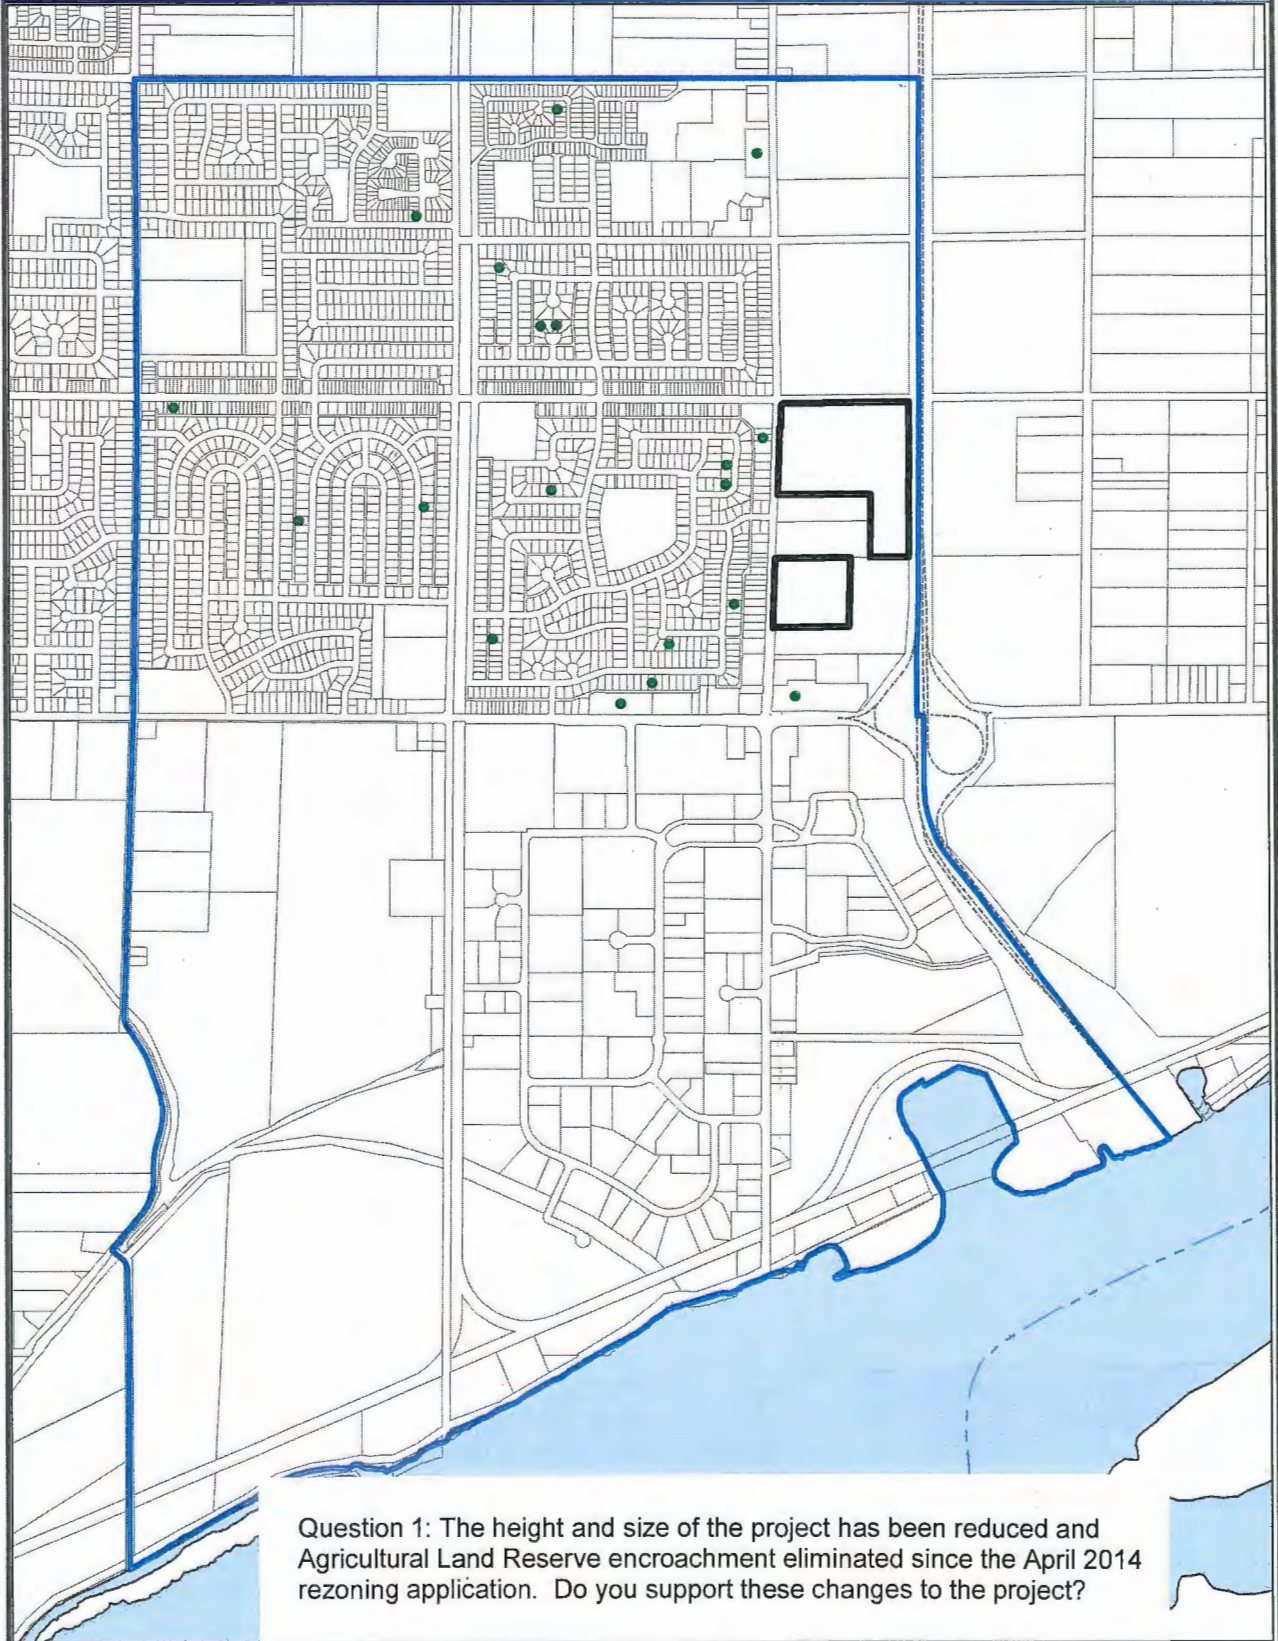 Question 1: The height and size of the project has been reduced and
Agricultural Land Reserve encroachment eliminated since the April 2014
rezoning application.  Do you support these changes to the project?